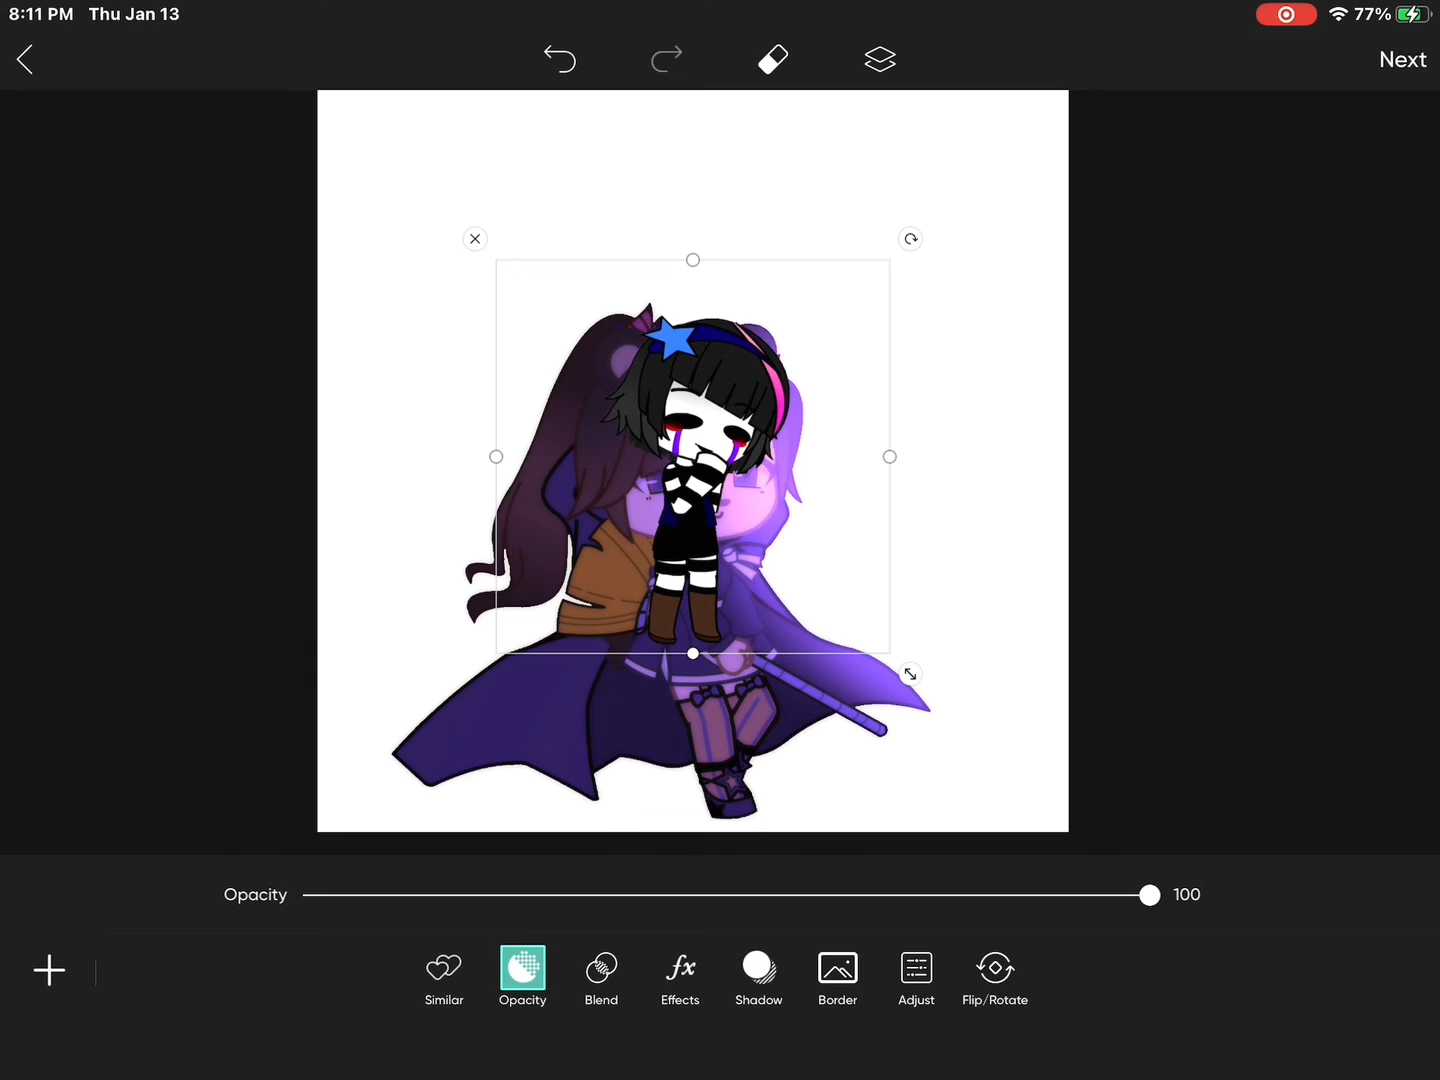 8:11 PM Thu Jan 13
77%
Next
Opacity 100
Similar Opacity Blend Effects Shadow Border Adjust Flip/Rotate